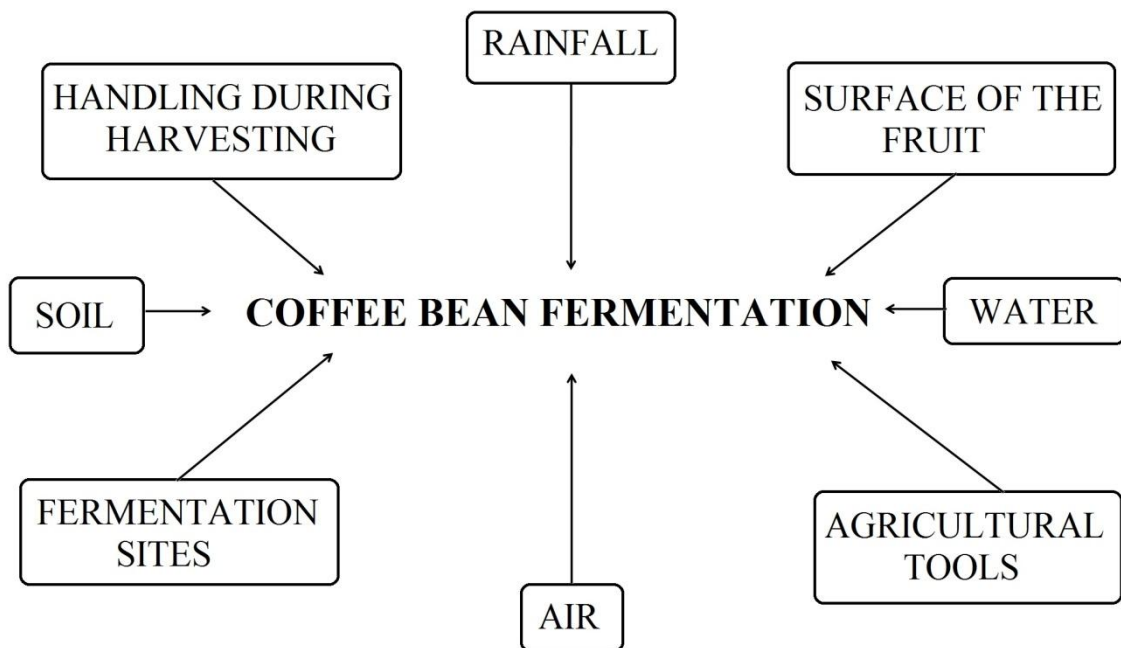 RAINFALL
HANDLING DURING
HARVESTING
SURFACE OF THE
FRUIT
SOIL
COFFEE BEAN FERMENTATION
WATER
FERMENTATION
SITES
AGRICULTURAL
TOOLS
AIR